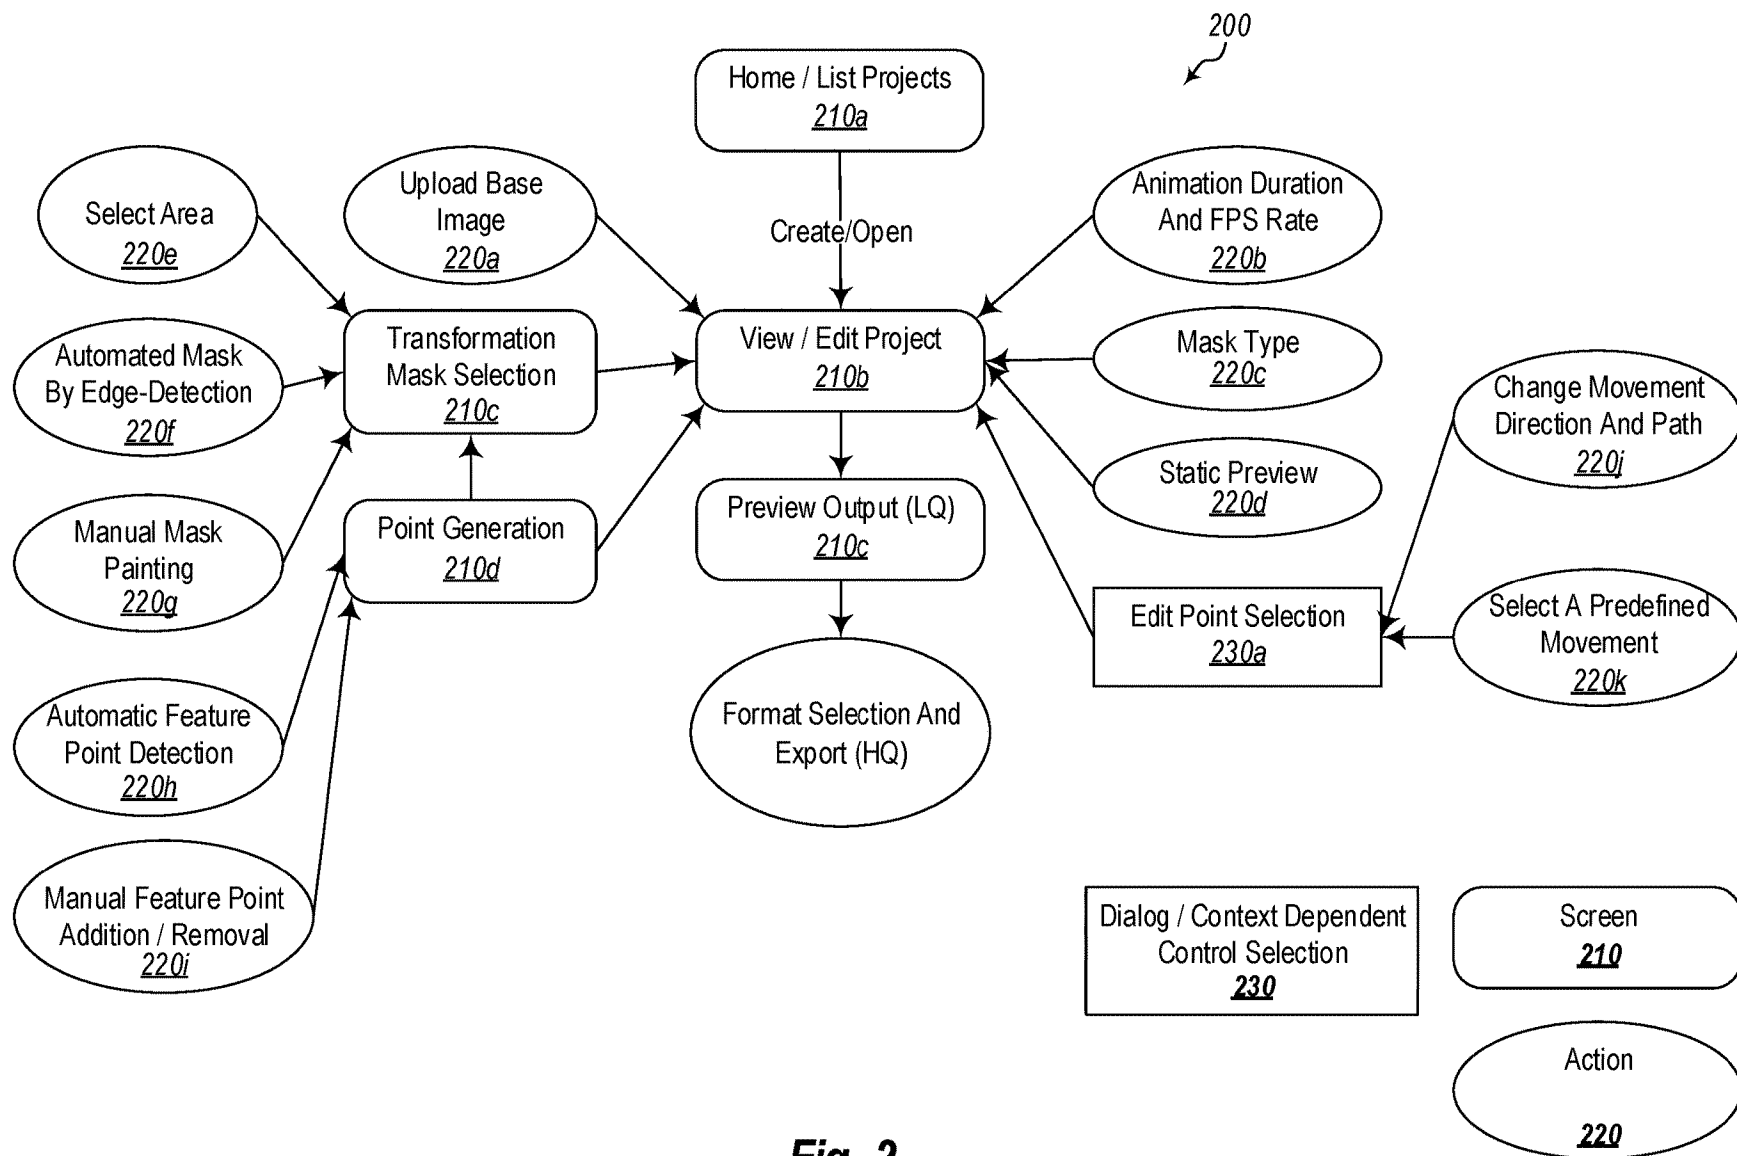 200
Home / List Projects
210a
Create/Open
Select Area
220e
Upload Base
Image
220a
Animation Duration
And FPS Rate
220b
Automated Mask
By Edge-Detection
220f
Transformation
Mask Selection
210c
View / Edit Project
210b
Mask Type
220c
Change Movement
Direction And Path
220j
Static Preview
220d
Manual Mask
Painting
220g
Point Generation
210d
Preview Output (LQ)
210c
Edit Point Selection
230a
Select A Predefined
Movement
220k
Automatic Feature
Point Detection
220h
Format Selection And
Export (HQ)
Manual Feature Point
Addition / Removal
220i
Dialog / Context Dependent
Control Selection
230
Screen
210
Action
220
Fig. 2